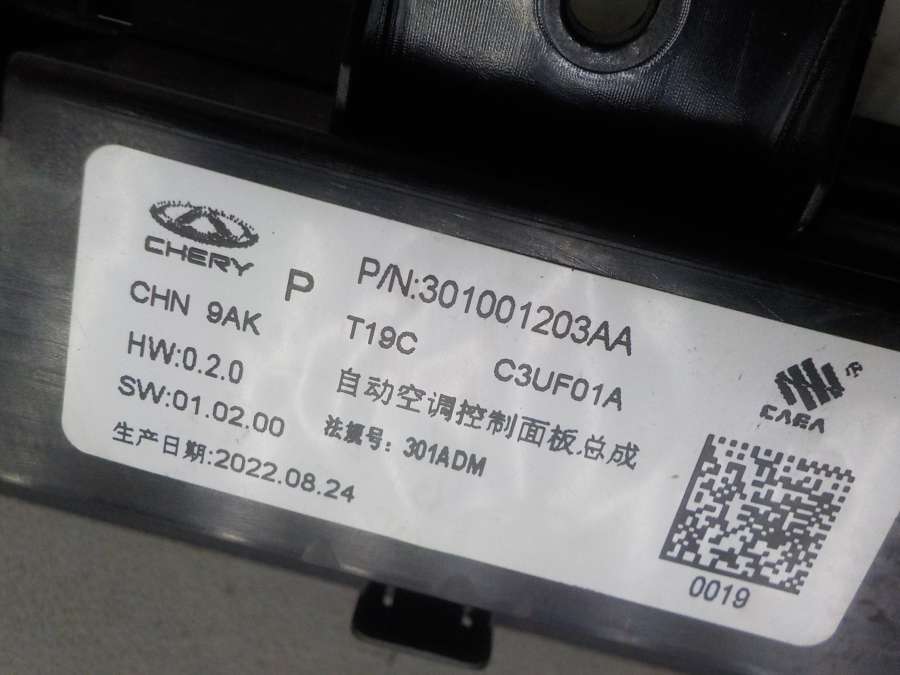 CHERY
P P/N:301001203AA
CHN 9AK T19C C3UF01A
HW:0.2.0 自动空调控制面板总成
SW:01.02.00 法规号: 301ADM
生产日期:2022.08.24
0019